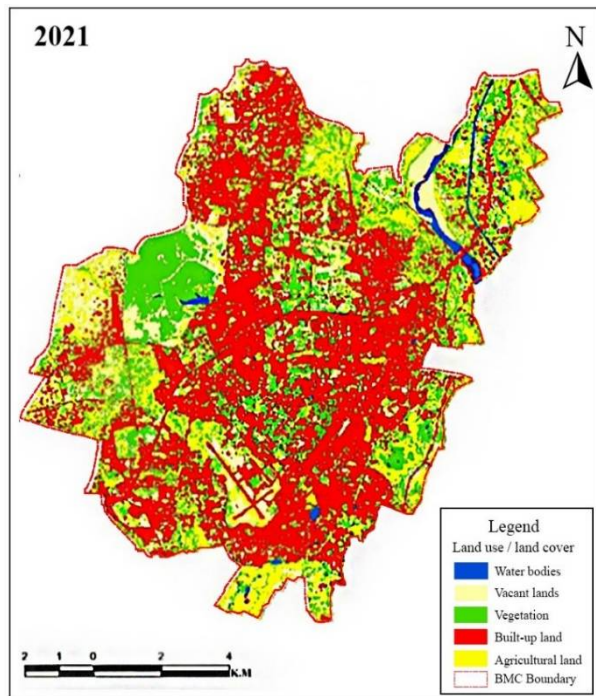 2021
N
Legend
Land use / land cover
Water bodies
Vacant lands
Vegetation
Built-up land
Agricultural land
BMC Boundary
2 1 0 2 4
K.M